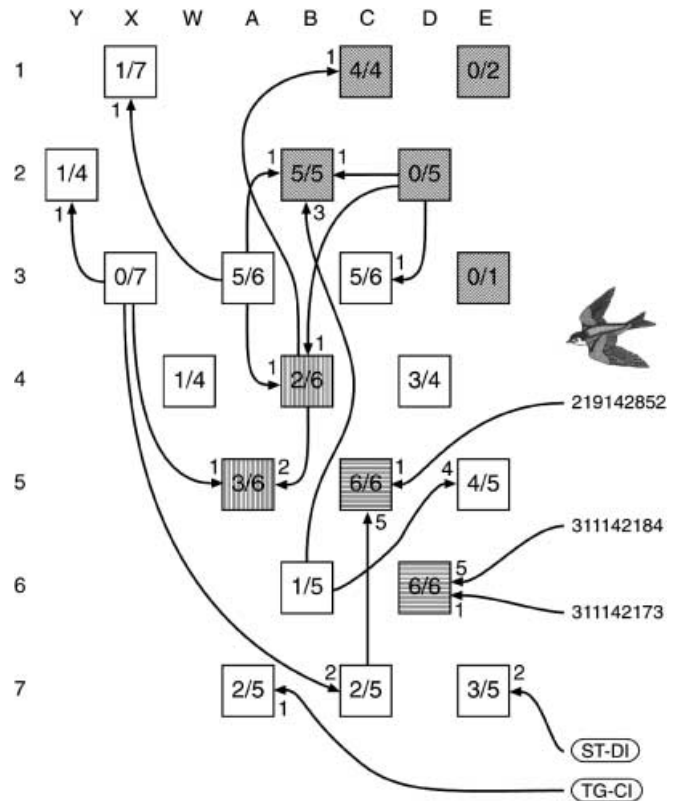 Y X W A B C D E
1 1/7 1 4/4 0/2
1
2 1/4 1 5/5 1 0/5
1 3
3 0/7 5/6 5/6 1 0/1
1
4 1/4 1 2/6 3/4
219142852
5 1 3/6 2 6/6 1 4 4/5
5
311142184
6 1/5 6/6 5
1
311142173
7 2/5 2 2/5 3/5 2
1
ST-DI
TG-CI